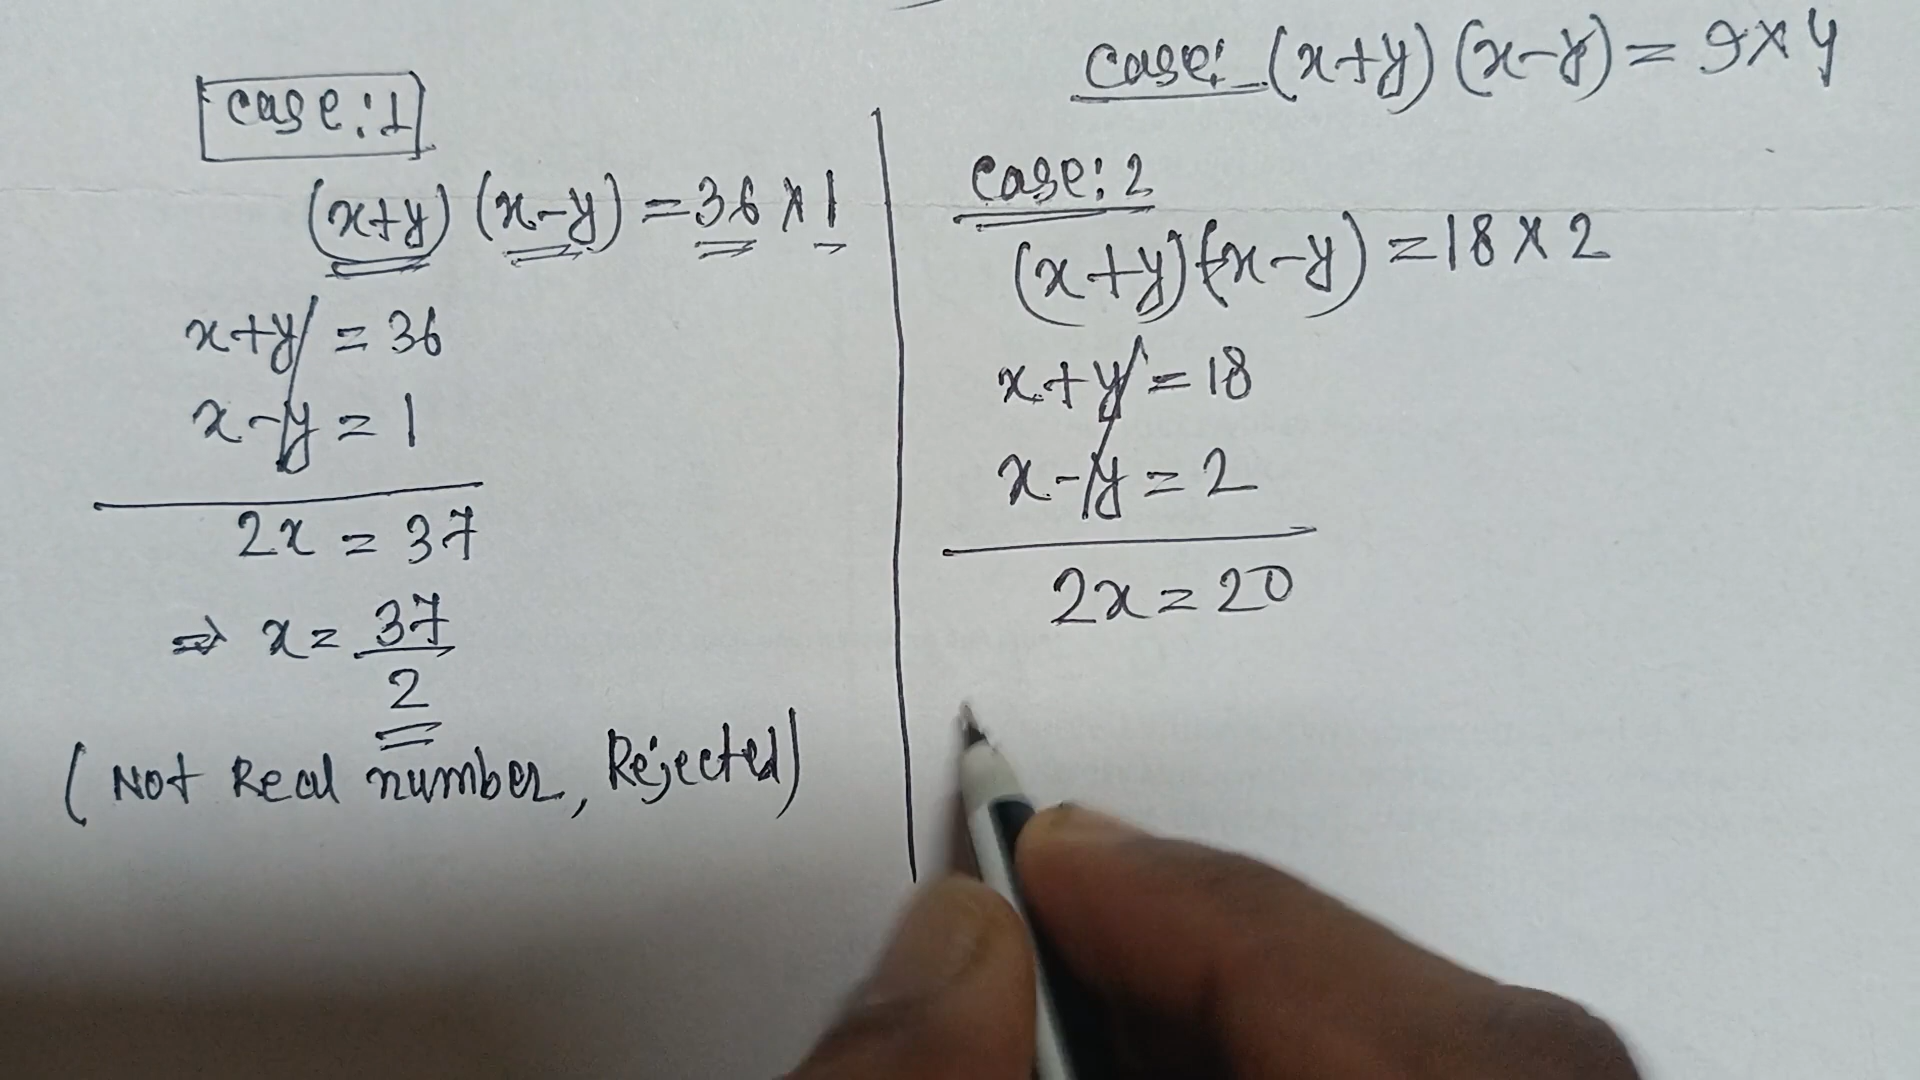 case:- (x+y) (x-y) = 9 x 4
case:1
(x+y) (x-y) = 36 x 1
x+y = 36
x-y = 1
2x = 37
⇒ x = 37/2
(Not Real number, Rejected)
case: 2
(x+y)(x-y) = 18 x 2
x+y = 18
x-y = 2
2x = 20